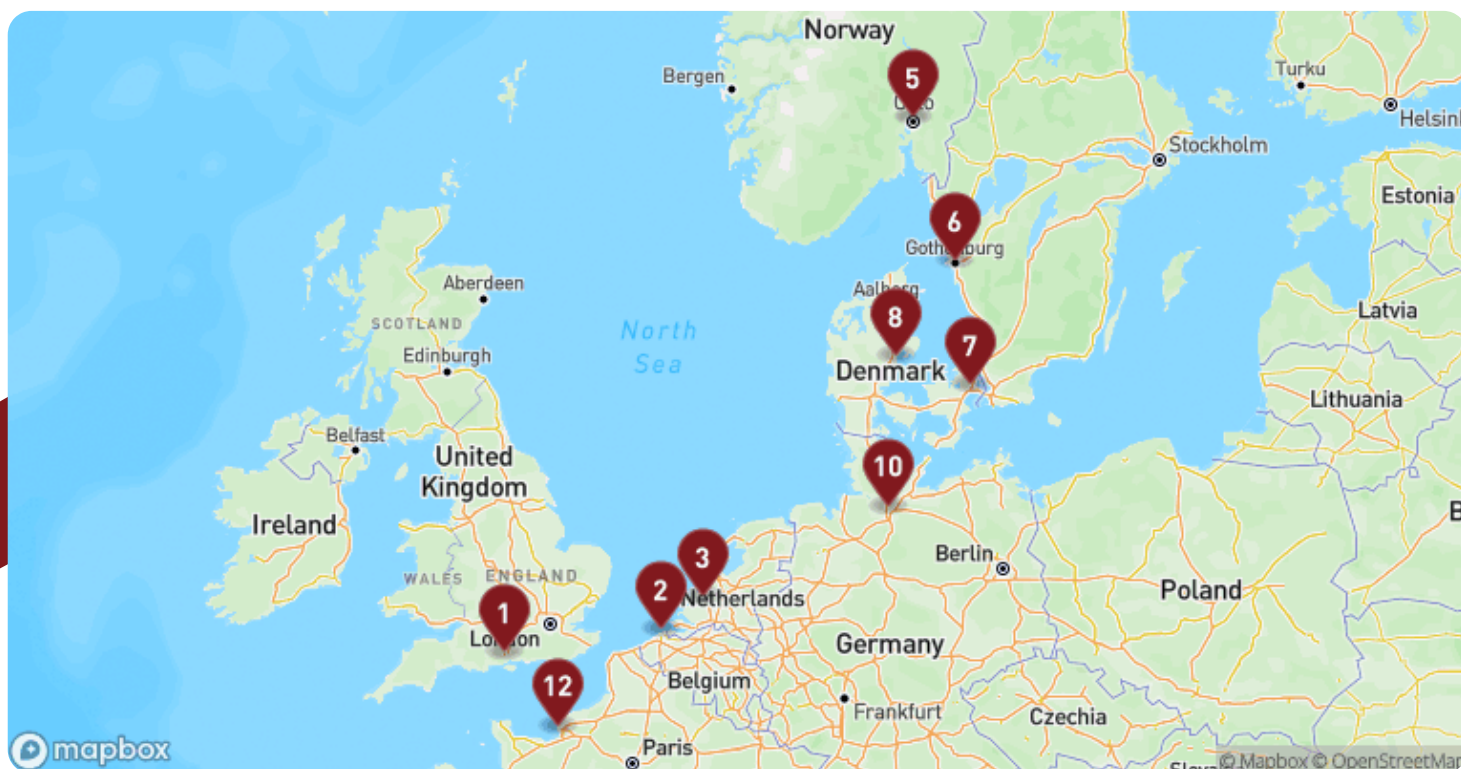 Norway
5
Bergen
Turku
Helsin
Stockholm
Estonia
6
Gothenburg
Aberdeen
Aalborg
8
7
Latvia
SCOTLAND
North
Sea
Edinburgh
Denmark
Lithuania
Belfast
United
Kingdom
10
Ireland
3
Berlin
WALES
ENGLAND
2
Netherlands
Poland
1
London
Germany
12
Belgium
Frankfurt
Czechia
mapbox
Paris
© Mapbox © OpenStreetMap